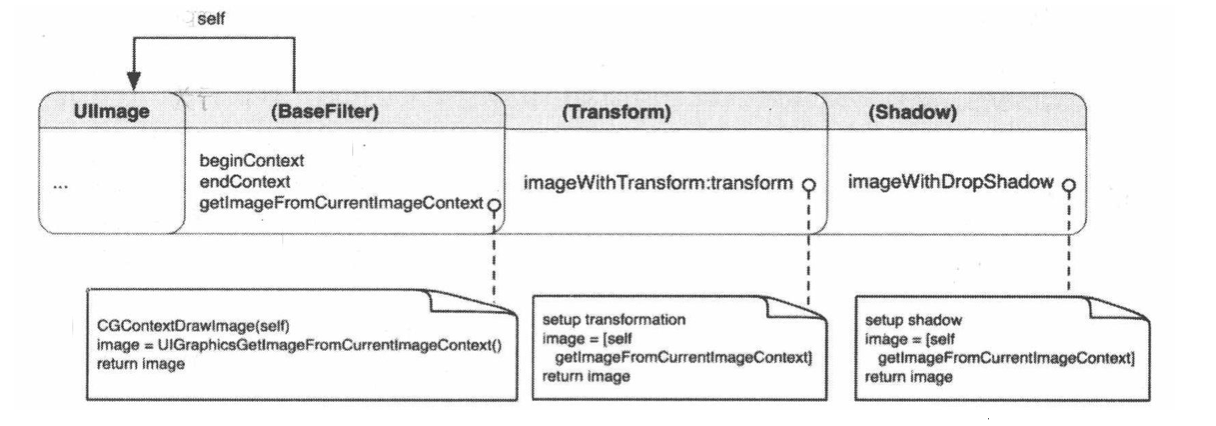 self
UIImage
(BaseFilter)
(Transform)
(Shadow)
...
beginContext
endContext
getImageFromCurrentImageContext
imageWithTransform:transform
imageWithDropShadow
CGContextDrawImage(self)
image = UIGraphicsGetImageFromCurrentImageContext()
return image
setup transformation
image = [self
getImageFromCurrentImageContext]
return image
setup shadow
image = [self
getImageFromCurrentImageContext]
return image